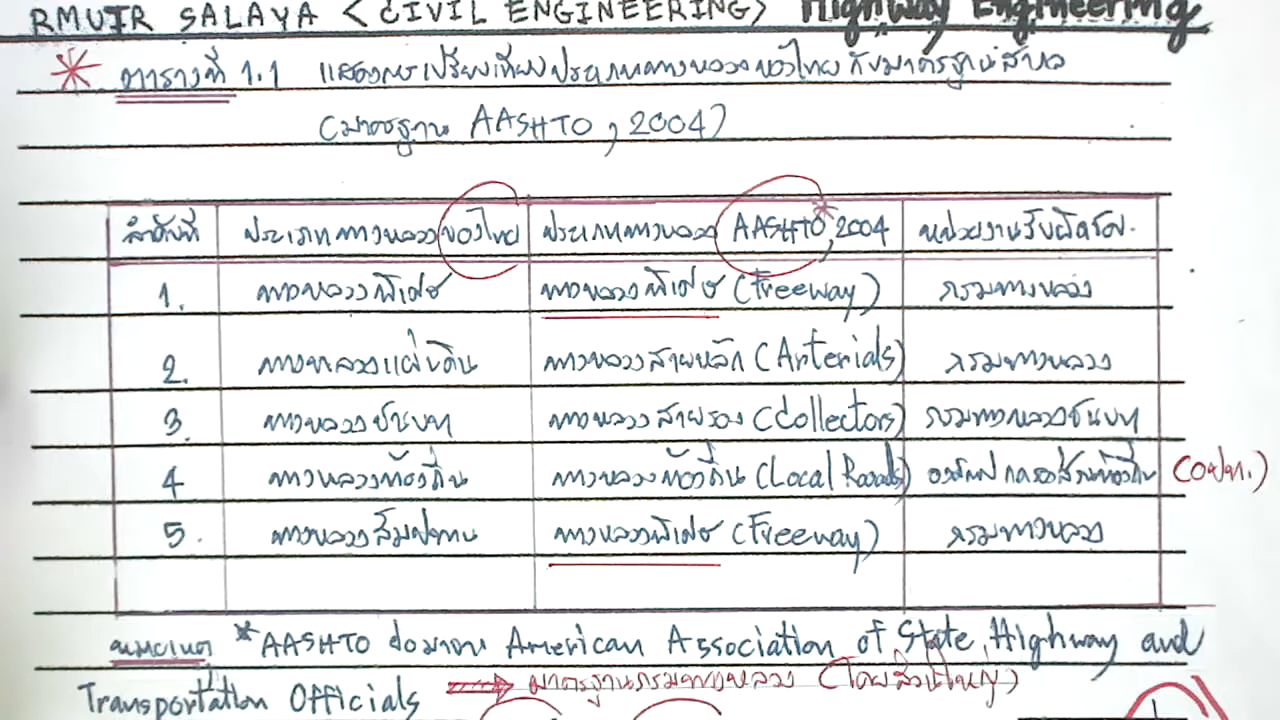 RMUTR SALAYA < CIVIL ENGINEERING> Highway Engineering
* ตารางที่ 1.1 แสดงการเปรียบเทียบประเภททางหลวงของไทย กับมาตรฐานสากล
(มาตรฐาน AASHTO , 2004)
ลำดับที่ ประเภททางหลวงของไทย ประเภททางหลวง AASHTO*, 2004 หน่วยงานรับผิดชอบ.
1. ทางหลวงพิเศษ ทางหลวงพิเศษ (Freeway) กรมทางหลวง
2. ทางหลวงแผ่นดิน ทางหลวงสายหลัก (Arterials) กรมทางหลวง
3. ทางหลวงชนบท ทางหลวงสายรอง (Collectors) กรมทางหลวงชนบท
4 ทางหลวงท้องถิ่น ทางหลวงท้องถิ่น (Local Roads) องค์กรปกครองส่วนท้องถิ่น (อปท.)
5. ทางหลวงสัมปทาน ทางหลวงพิเศษ (Freeway) กรมทางหลวง
หมายเหตุ *AASHTO ย่อมาจาก American Association of State Highway and
Transportation Officials มาตรฐานกรมทางหลวง (โดยส่วนใหญ่)